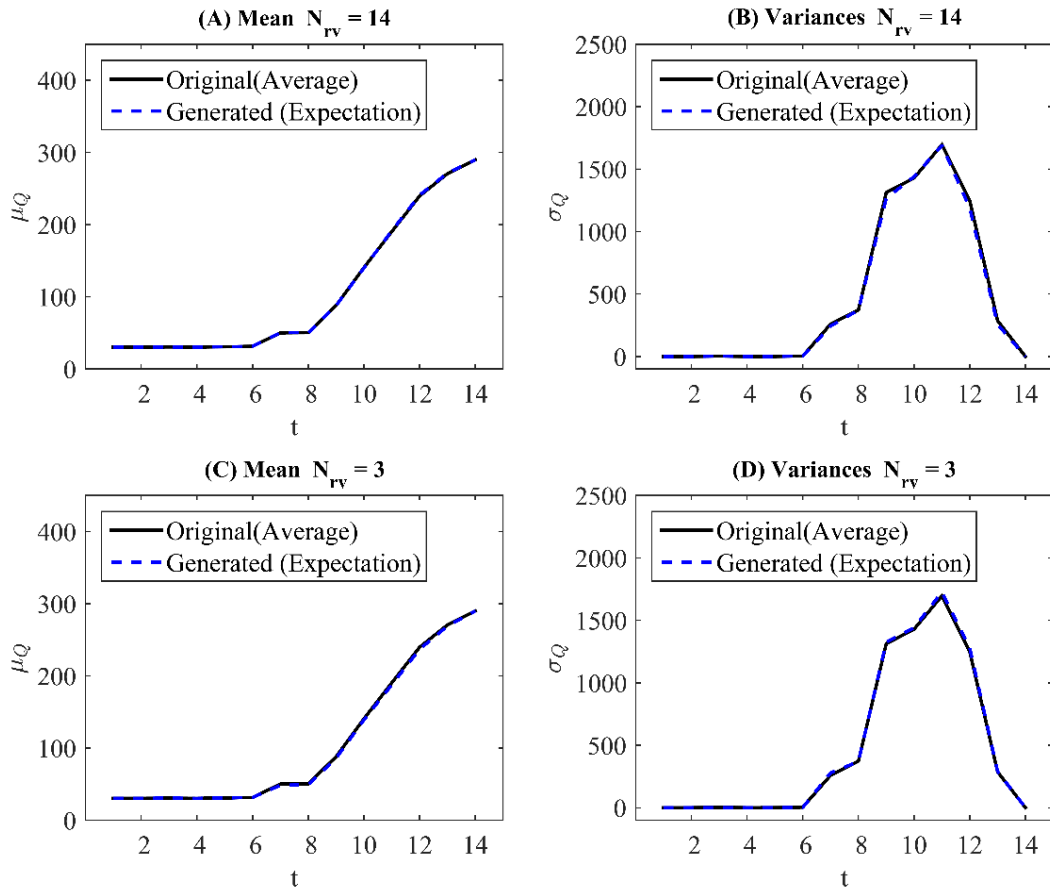 (A) Mean N_rv = 14
400
300
200
100
0
μ_Q
Original(Average)
Generated (Expectation)
2 4 6 8 10 12 14
t
(B) Variances N_rv = 14
2500
2000
1500
1000
500
0
σ_Q
Original(Average)
Generated (Expectation)
2 4 6 8 10 12 14
t
(C) Mean N_rv = 3
400
300
200
100
0
μ_Q
Original(Average)
Generated (Expectation)
2 4 6 8 10 12 14
t
(D) Variances N_rv = 3
2500
2000
1500
1000
500
0
σ_Q
Original(Average)
Generated (Expectation)
2 4 6 8 10 12 14
t